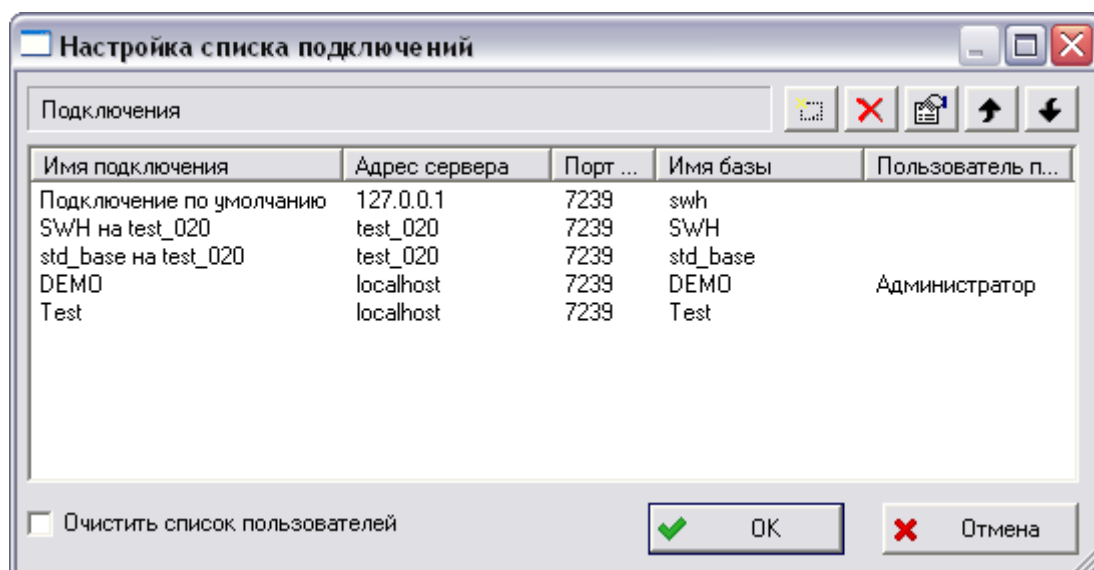 Настройка списка подключений
Подключения
Имя подключения Адрес сервера Порт ... Имя базы Пользователь п...
Подключение по умолчанию 127.0.0.1 7239 swh
SWH на test_020 test_020 7239 SWH
std_base на test_020 test_020 7239 std_base
DEMO localhost 7239 DEMO Администратор
Test localhost 7239 Test
Очистить список пользователей OK Отмена